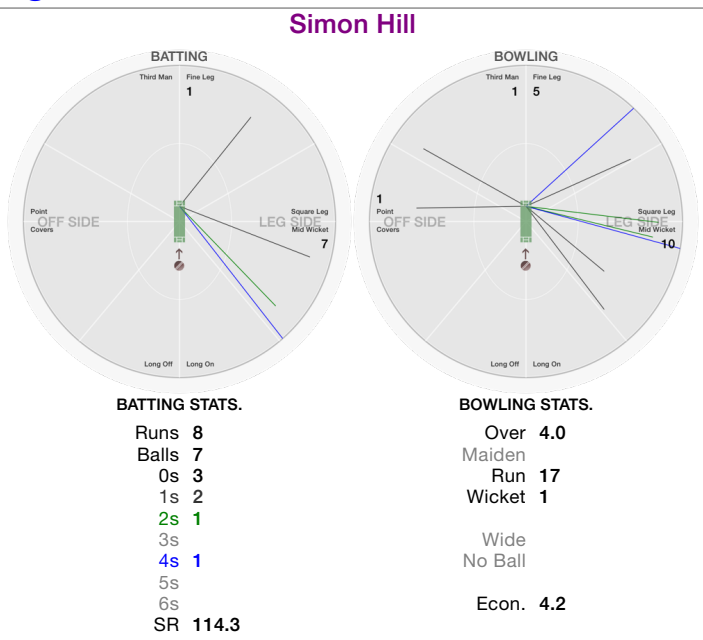 Simon Hill
BATTING
Third Man Fine Leg
1
Point
Covers
OFF SIDE
LEG SIDE
Square Leg
Mid Wicket
7
Long Off Long On
BOWLING
Third Man Fine Leg
1 5
1
Point
Covers
OFF SIDE
LEG SIDE
Square Leg
Mid Wicket
10
Long Off Long On
BATTING STATS.
Runs 8
Balls 7
0s 3
1s 2
2s 1
3s
4s 1
5s
6s
SR 114.3
BOWLING STATS.
Over 4.0
Maiden
Run 17
Wicket 1
Wide
No Ball
Econ. 4.2